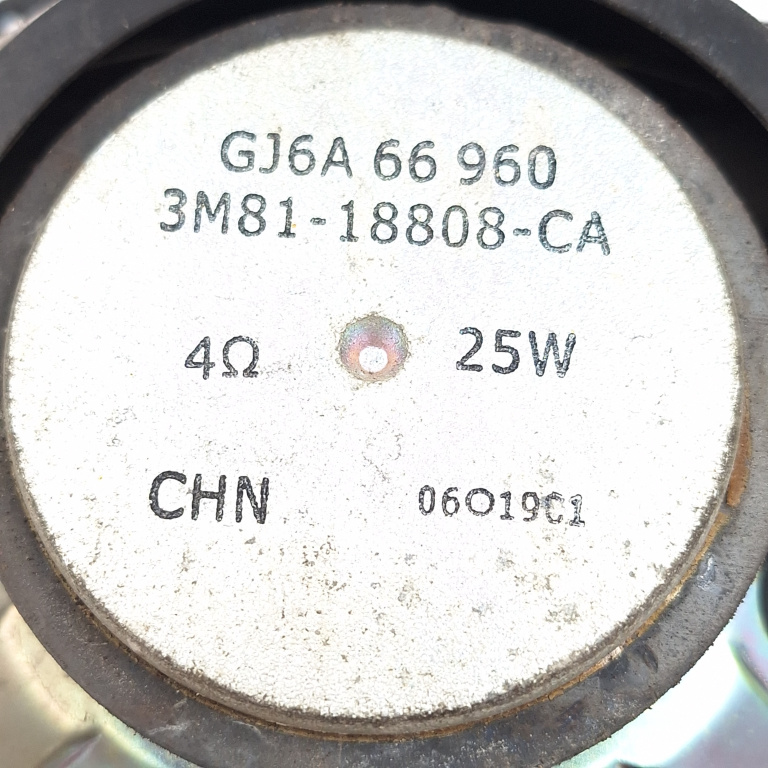 GJ6A 66 960
3M81-18808-CA
4Ω 25W
CHN 06O19C1